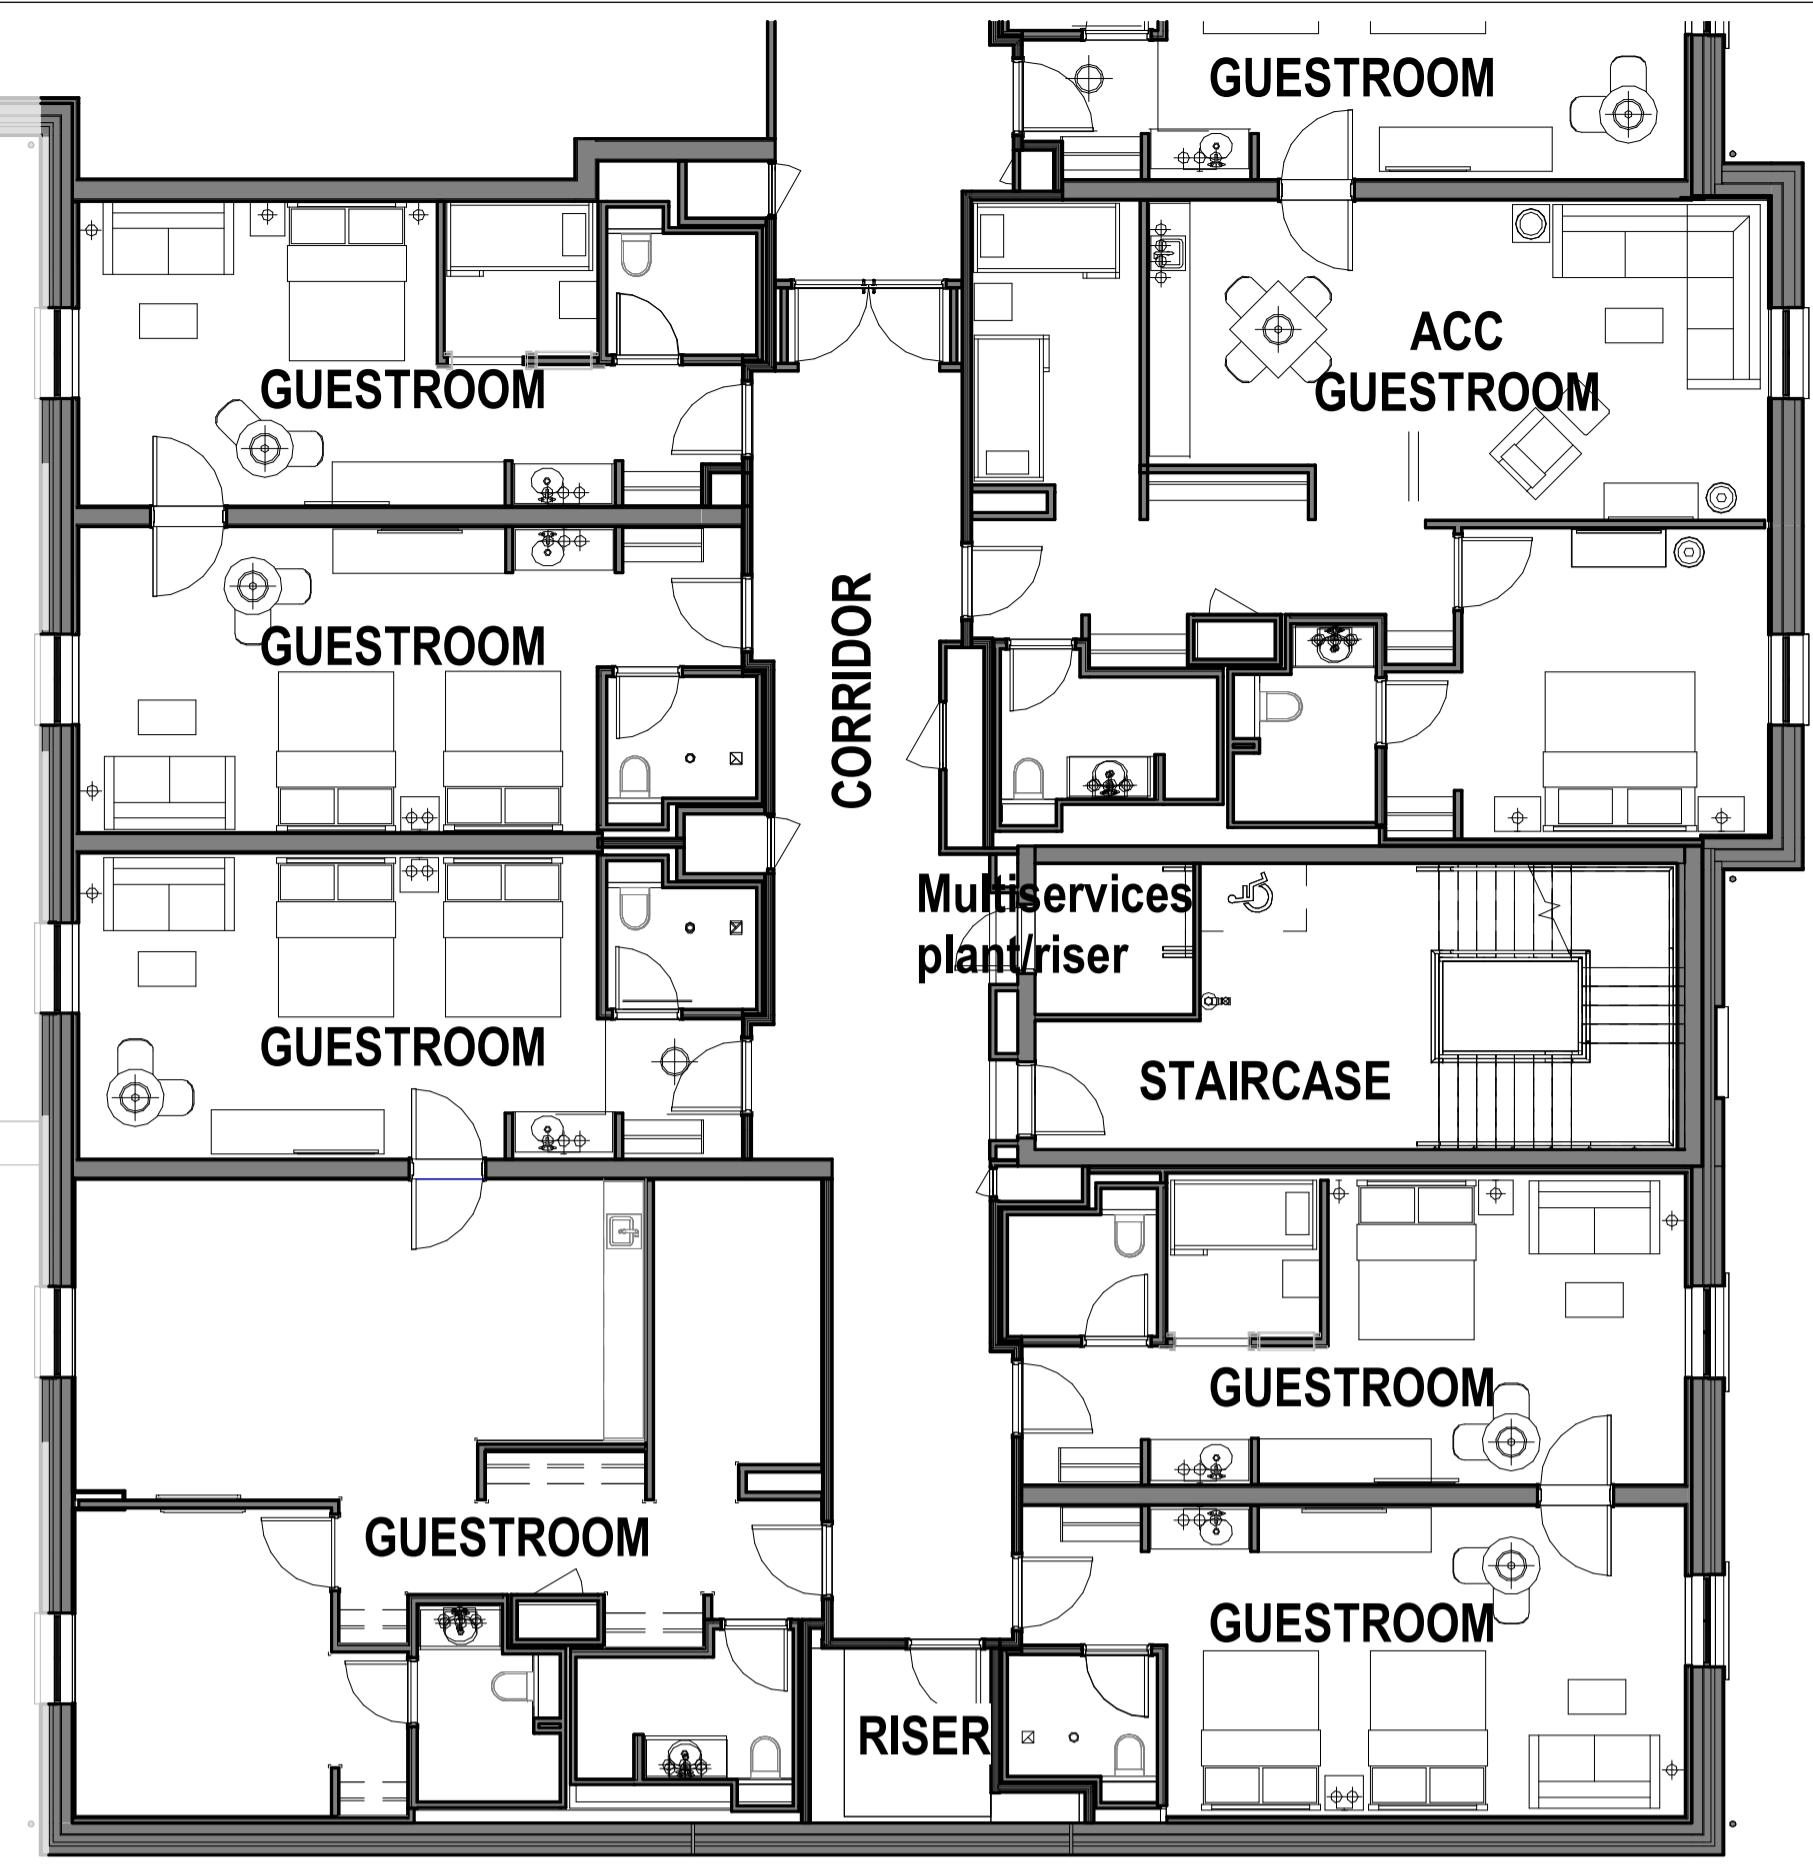 GUESTROOM
ACC
GUESTROOM
GUESTROOM
CORRIDOR
GUESTROOM
Multiservices
plant/riser
GUESTROOM
STAIRCASE
GUESTROOM
GUESTROOM
GUESTROOM
RISER